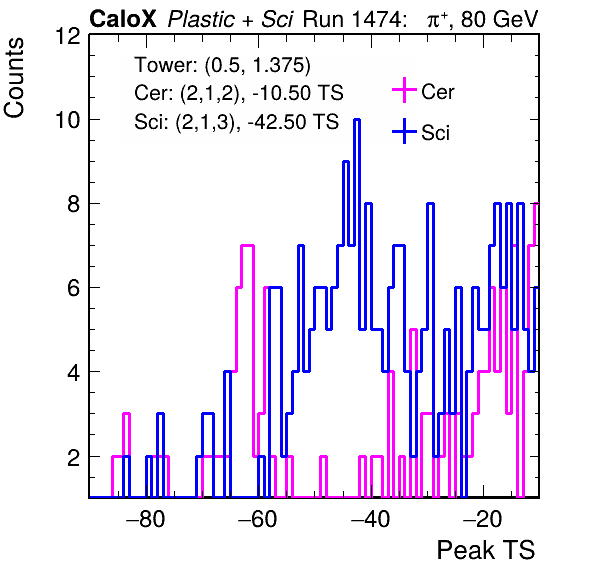 CaloX Plastic + Sci Run 1474: π⁺, 80 GeV
Counts
12
10
8
6
4
2
Tower: (0.5, 1.375)
Cer: (2,1,2), -10.50 TS
Sci: (2,1,3), -42.50 TS
Cer
Sci
−80 −60 −40 −20
Peak TS